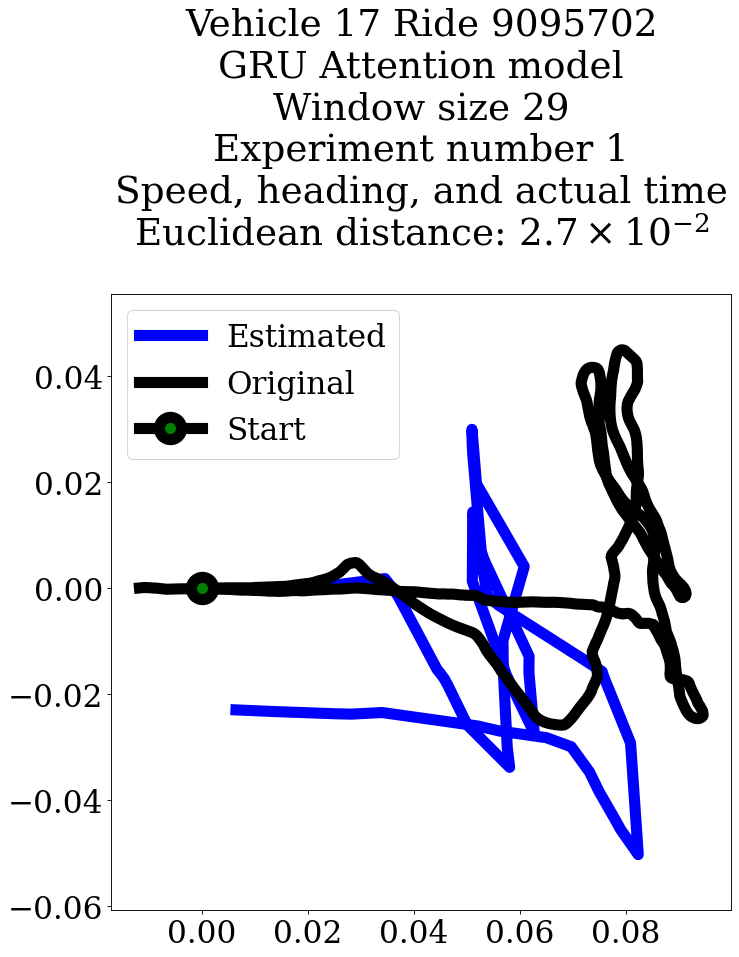 Vehicle 17 Ride 9095702
GRU Attention model
Window size 29
Experiment number 1
Speed, heading, and actual time
Euclidean distance: $2.7 \times 10^{-2}$
Estimated
Original
Start
0.04
0.02
0.00
−0.02
−0.04
−0.06
0.00 0.02 0.04 0.06 0.08